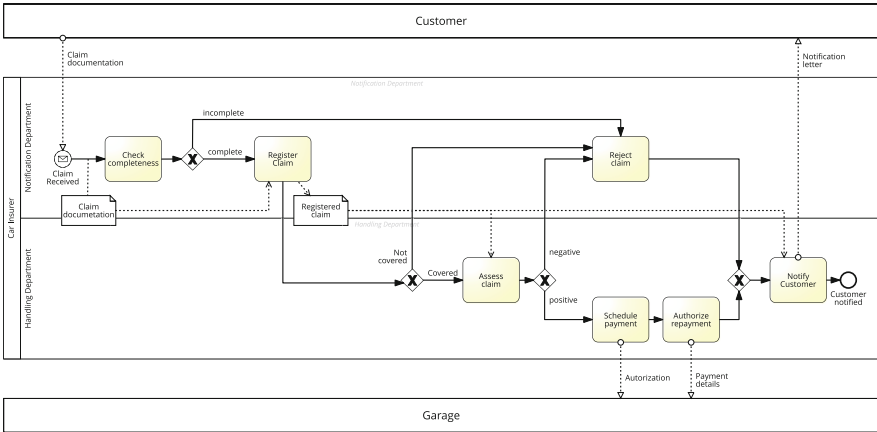 Customer
Claim
documentation
Notification
letter
Notification Department
Car Insurer
Notification Department
incomplete
complete
Claim
Received
Check
completeness
Register
Claim
Reject
claim
Claim
documetation
Registered
claim
Handling Department
Handling Department
Not
covered
Covered
Assess
claim
negative
positive
Notify
Customer
Customer
notified
Schedule
payment
Authorize
repayment
Autorization
Payment
details
Garage